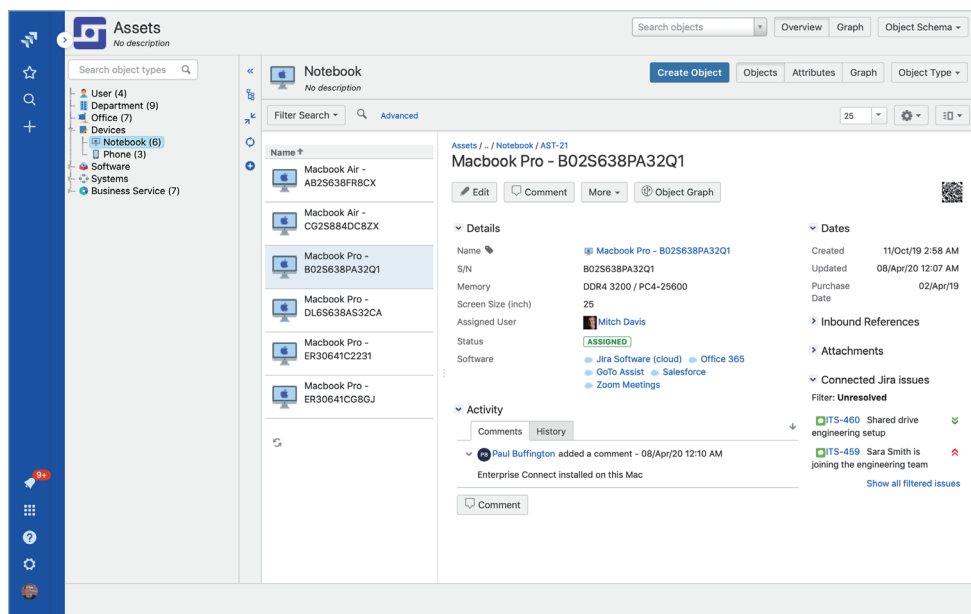 Assets
No description
Search objects
Overview
Graph
Object Schema
Search object types
User (4)
Department (9)
Office (7)
Devices
Notebook (6)
Phone (3)
Software
Systems
Business Service (7)
9+
Notebook
No description
Create Object
Objects
Attributes
Graph
Object Type
Filter Search
Advanced
25
Name
Macbook Air -
AB2S638FR8CX
Macbook Air -
CG2S884DC8ZX
Macbook Pro -
B02S638PA32Q1
Macbook Pro -
DL6S638AS32CA
Macbook Pro -
ER30641C2231
Macbook Pro -
ER30641CG8GJ
Assets / .. / Notebook / AST-21
Macbook Pro - B02S638PA32Q1
Edit
Comment
More
Object Graph
Details
Name Macbook Pro - B02S638PA32Q1
S/N B02S638PA32Q1
Memory DDR4 3200 / PC4-25600
Screen Size (inch) 25
Assigned User Mitch Davis
Status ASSIGNED
Software JIra Software (cloud) Office 365
GoTo Assist Salesforce
Zoom Meetings
Activity
Comments History
PB Paul Buffington added a comment - 08/Apr/20 12:10 AM
Enterprise Connect installed on this Mac
Comment
Dates
Created 11/Oct/19 2:58 AM
Updated 08/Apr/20 12:07 AM
Purchase
Date 02/Apr/19
Inbound References
Attachments
Connected Jira issues
Filter: Unresolved
ITS-460 Shared drive
engineering setup
ITS-459 Sara Smith is
joining the engineering team
Show all filtered issues